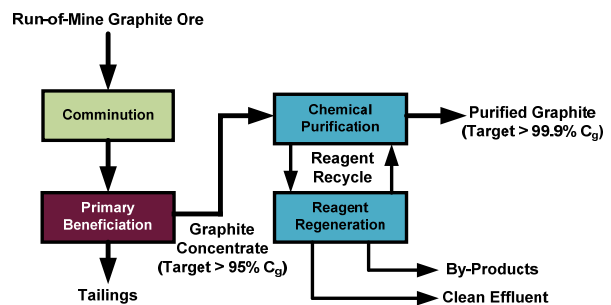 Run-of-Mine Graphite Ore
Comminution
Primary
Beneficiation
Tailings
Graphite
Concentrate
(Target > 95% Cg)
Chemical
Purification
Reagent
Recycle
Reagent
Regeneration
Purified Graphite
(Target > 99.9% Cg)
By-Products
Clean Effluent